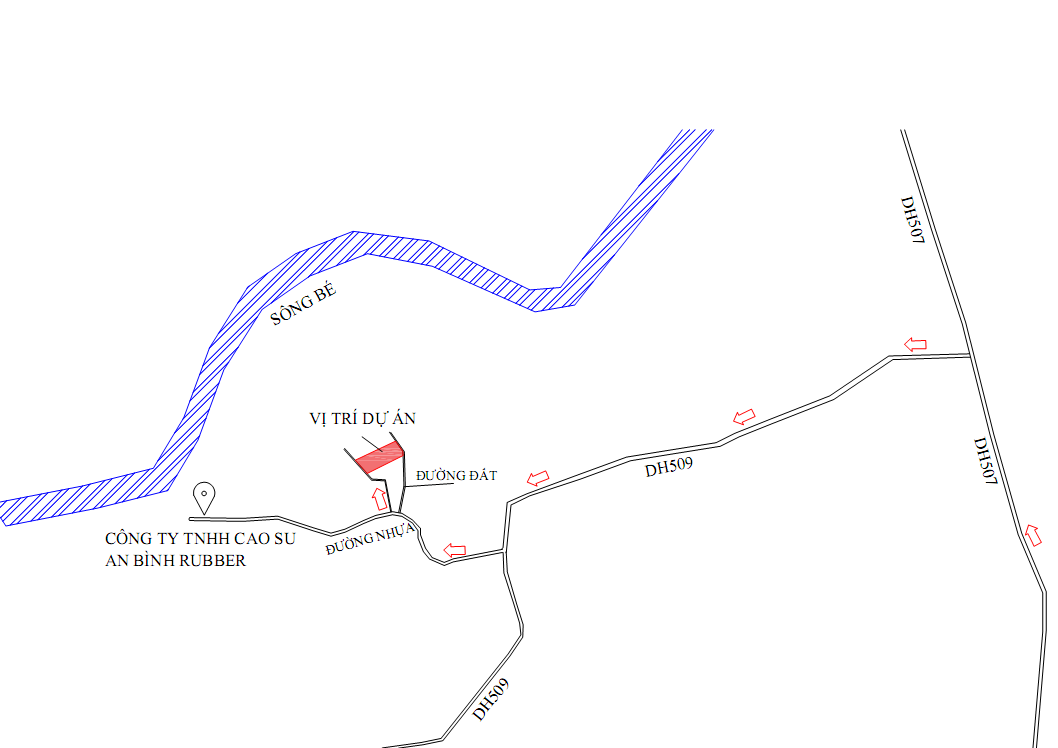 DH507
SÔNG BÉ
VỊ TRÍ DỰ ÁN
DH507
DH509
ĐƯỜNG ĐẤT
CÔNG TY TNHH CAO SU
AN BÌNH RUBBER
ĐƯỜNG NHỰA
DH509